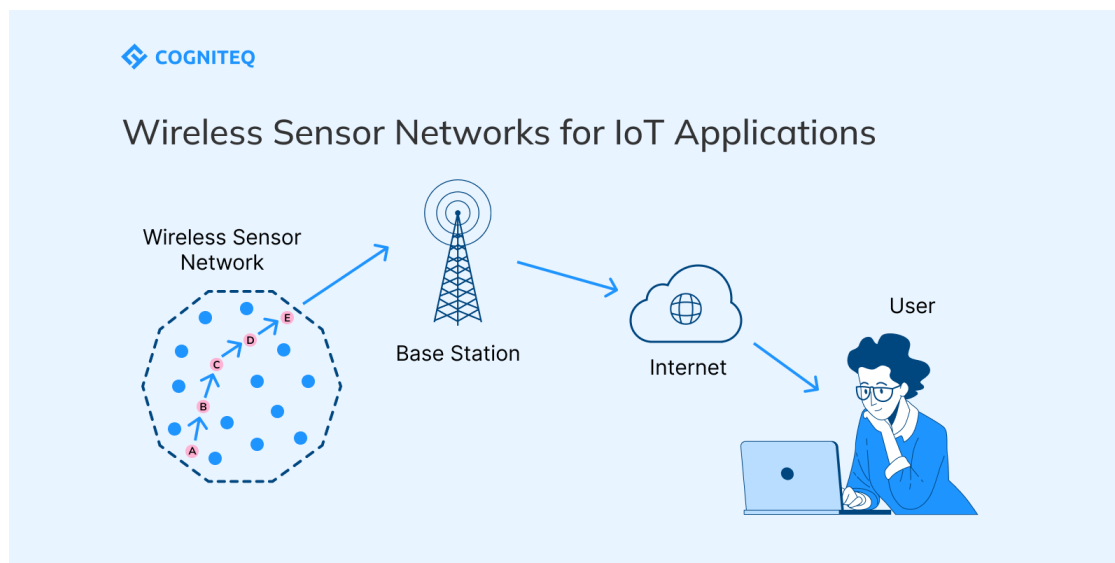 COGNITEQ
Wireless Sensor Networks for IoT Applications
Wireless Sensor
Network
E
D
C
B
A
Base Station
Internet
User